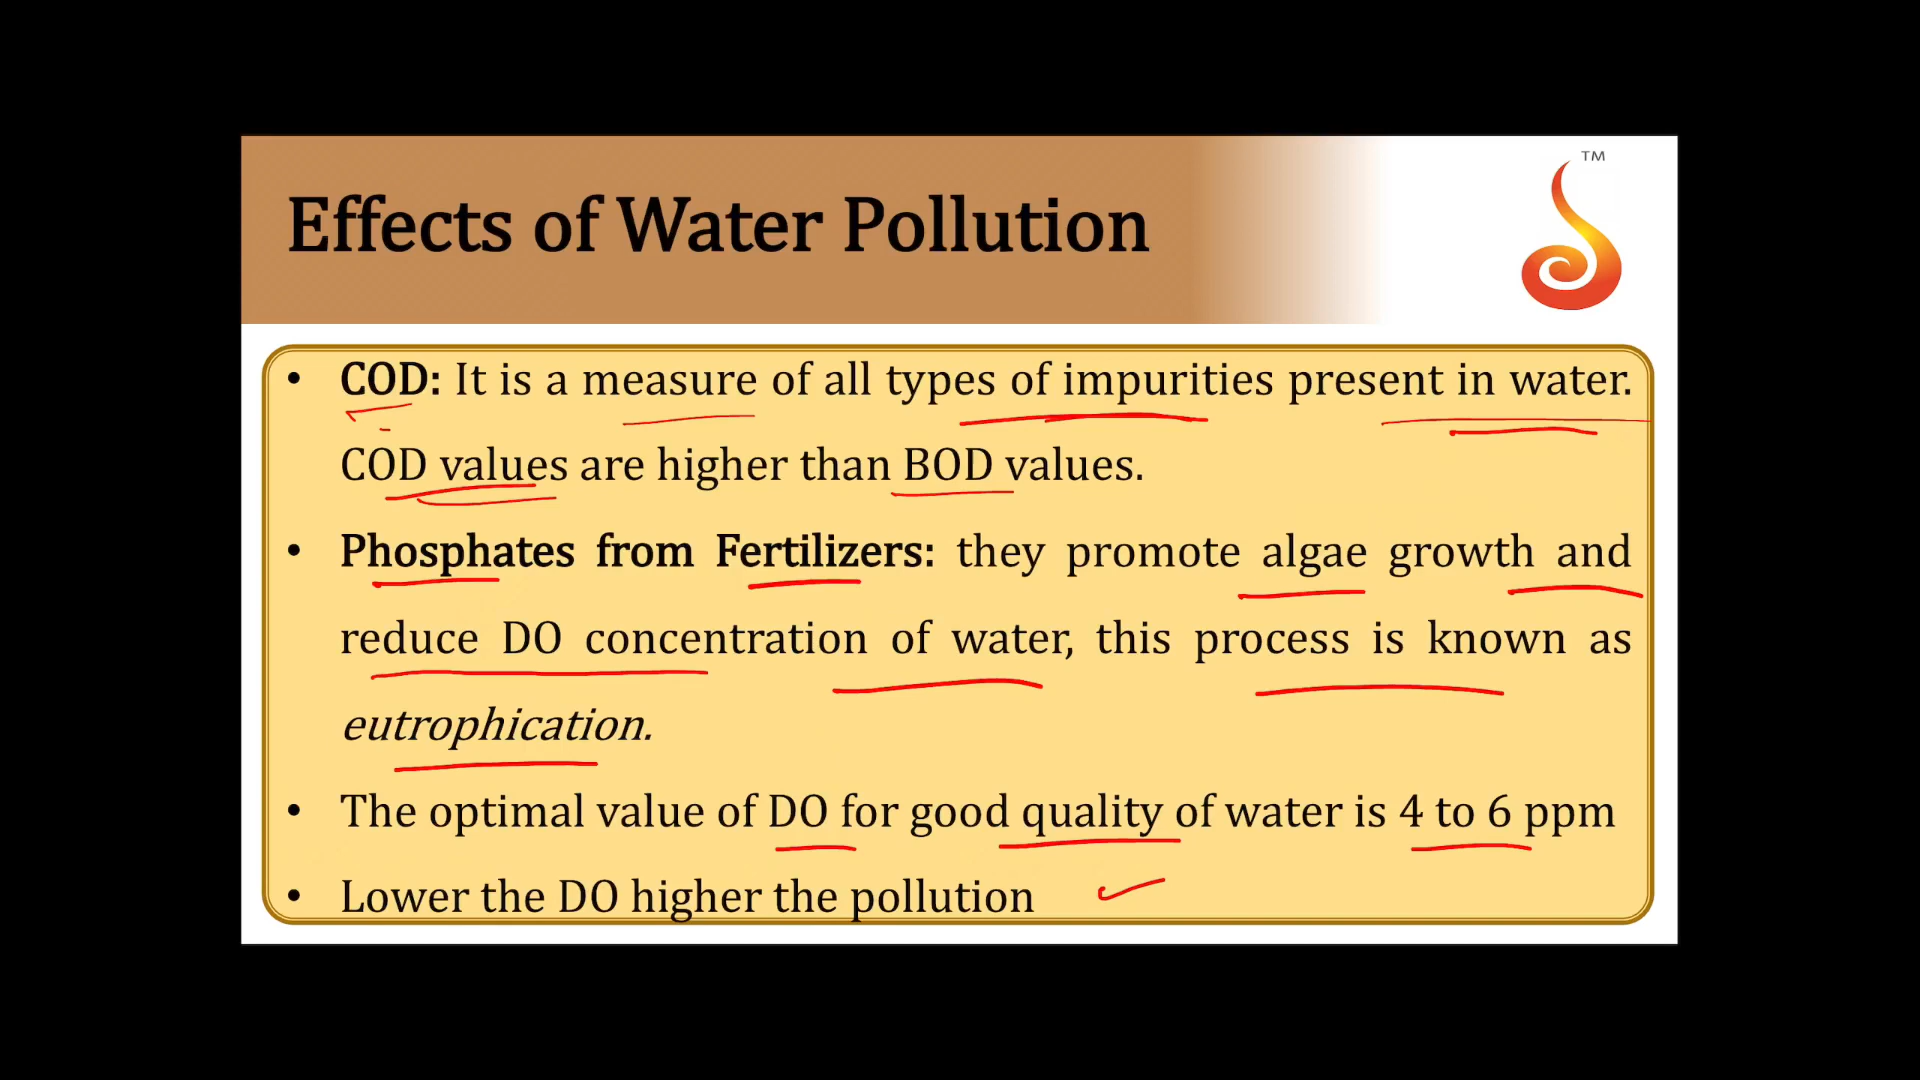 TM
Effects of Water Pollution
• COD: It is a measure of all types of impurities present in water.
COD values are higher than BOD values.
• Phosphates from Fertilizers: they promote algae growth and
reduce DO concentration of water, this process is known as
eutrophication.
• The optimal value of DO for good quality of water is 4 to 6 ppm
• Lower the DO higher the pollution